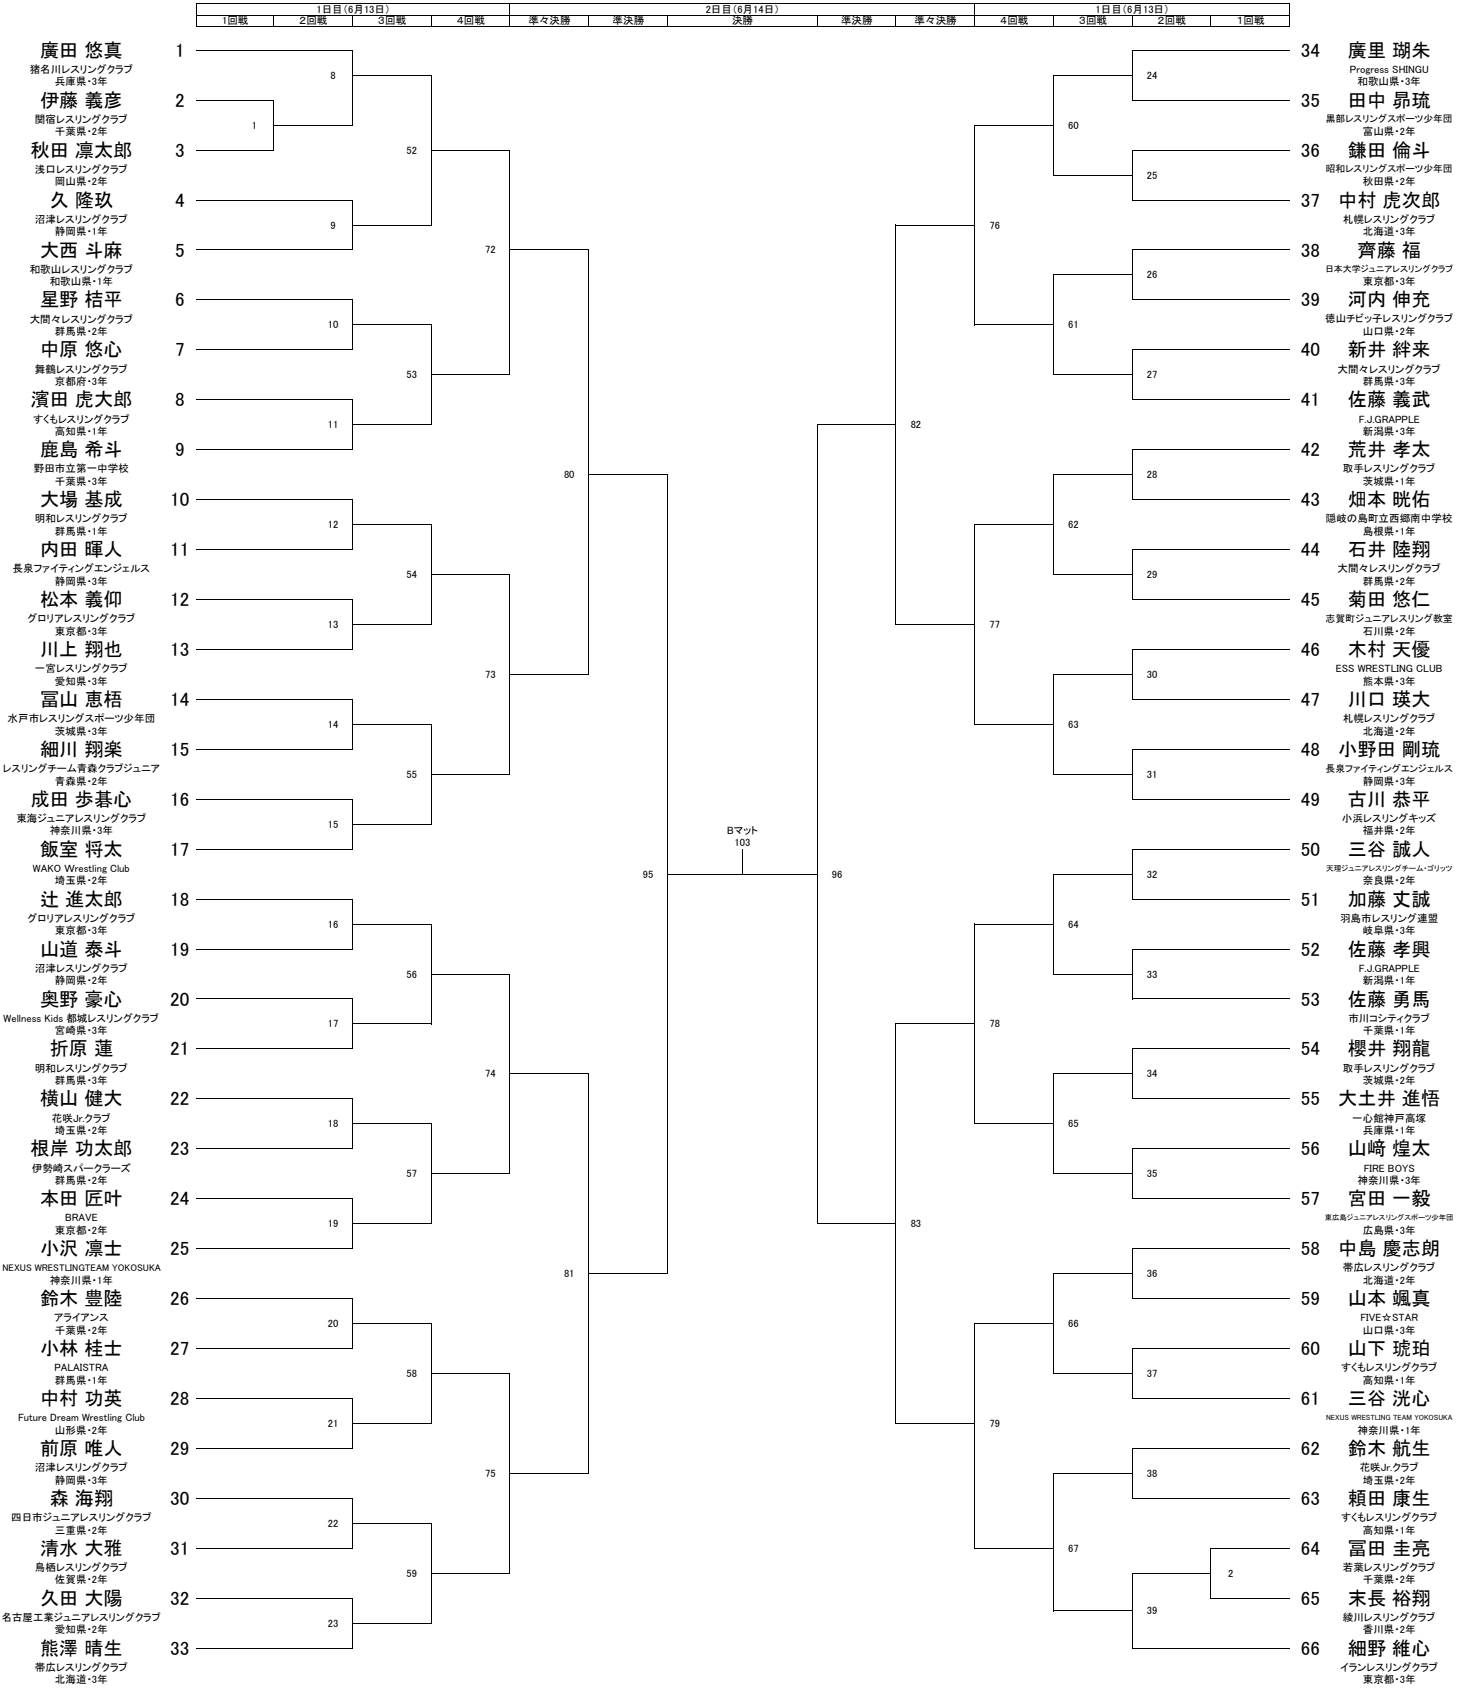 1日目(6月13日) 2日目(6月14日) 1日目(6月13日)
1回戦 2回戦 3回戦 4回戦 準々決勝 準決勝 決勝 準決勝 準々決勝 4回戦 3回戦 2回戦 1回戦
廣田 悠真 1
猪名川レスリングクラブ
兵庫県・3年
伊藤 義彦 2
関宿レスリングクラブ
千葉県・2年
秋田 凛太郎 3
浅口レスリングクラブ
岡山県・2年
久 隆玖 4
沼津レスリングクラブ
静岡県・1年
大西 斗麻 5
和歌山レスリングクラブ
和歌山県・1年
星野 桔平 6
大間々レスリングクラブ
群馬県・2年
中原 悠心 7
舞鶴レスリングクラブ
京都府・3年
濱田 虎大郎 8
すくもレスリングクラブ
高知県・1年
鹿島 希斗 9
野田市立第一中学校
千葉県・3年
大場 基成 10
明和レスリングクラブ
群馬県・1年
内田 暉人 11
長泉ファイティングエンジェルス
静岡県・3年
松本 義仰 12
グロリアレスリングクラブ
東京都・3年
川上 翔也 13
一宮レスリングクラブ
愛知県・3年
冨山 恵梧 14
水戸市レスリングスポーツ少年団
茨城県・3年
細川 翔楽 15
レスリングチーム青森クラブジュニア
青森県・2年
成田 歩碁心 16
東海ジュニアレスリングクラブ
神奈川県・3年
飯室 将太 17
WAKO Wrestling Club
埼玉県・2年
辻 進太郎 18
グロリアレスリングクラブ
東京都・3年
山道 泰斗 19
沼津レスリングクラブ
静岡県・2年
奥野 豪心 20
Wellness Kids 都城レスリングクラブ
宮崎県・3年
折原 蓮 21
明和レスリングクラブ
群馬県・3年
横山 健大 22
花咲Jr.クラブ
埼玉県・2年
根岸 功太郎 23
伊勢崎スパークラーズ
群馬県・2年
本田 匠叶 24
BRAVE
東京都・2年
小沢 凛士 25
NEXUS WRESTLINGTEAM YOKOSUKA
神奈川県・1年
鈴木 豊陸 26
アライアンス
千葉県・2年
小林 桂士 27
PALAISTRA
群馬県・1年
中村 功英 28
Future Dream Wrestling Club
山形県・2年
前原 唯人 29
沼津レスリングクラブ
静岡県・3年
森 海翔 30
四日市ジュニアレスリングクラブ
三重県・2年
清水 大雅 31
鳥栖レスリングクラブ
佐賀県・2年
久田 大陽 32
名古屋工業ジュニアレスリングクラブ
愛知県・2年
熊澤 晴生 33
帯広レスリングクラブ
北海道・3年
1
8
9
10
11
12
13
14
15
16
17
18
19
20
21
22
23
52
53
54
55
56
57
58
59
72
73
74
75
80
81
95
Bマット
103
96
82
83
76
77
78
79
60
61
62
63
64
65
66
67
24
25
26
27
28
29
30
31
32
33
34
35
36
37
38
39
2
34 廣里 瑚朱
Progress SHINGU
和歌山県・3年
35 田中 昴琉
黒部レスリングスポーツ少年団
富山県・2年
36 鎌田 倫斗
昭和レスリングスポーツ少年団
秋田県・2年
37 中村 虎次郎
札幌レスリングクラブ
北海道・3年
38 齊藤 福
日本大学ジュニアレスリングクラブ
東京都・3年
39 河内 伸充
徳山チビッ子レスリングクラブ
山口県・2年
40 新井 絆来
大間々レスリングクラブ
群馬県・3年
41 佐藤 義武
F.J.GRAPPLE
新潟県・3年
42 荒井 孝太
取手レスリングクラブ
茨城県・1年
43 畑本 晄佑
隠岐の島町立西郷南中学校
島根県・1年
44 石井 陸翔
大間々レスリングクラブ
群馬県・2年
45 菊田 悠仁
志賀町ジュニアレスリング教室
石川県・2年
46 木村 天優
ESS WRESTLING CLUB
熊本県・3年
47 川口 瑛大
札幌レスリングクラブ
北海道・2年
48 小野田 剛琉
長泉ファイティングエンジェルス
静岡県・3年
49 古川 恭平
小浜レスリングキッズ
福井県・2年
50 三谷 誠人
天理ジュニアレスリングチーム・ゴリッツ
奈良県・2年
51 加藤 丈誠
羽島市レスリング連盟
岐阜県・3年
52 佐藤 孝興
F.J.GRAPPLE
新潟県・1年
53 佐藤 勇馬
市川コシティクラブ
千葉県・1年
54 櫻井 翔龍
取手レスリングクラブ
茨城県・2年
55 大土井 進悟
一心館神戸高塚
兵庫県・1年
56 山﨑 煌太
FIRE BOYS
神奈川県・3年
57 宮田 一毅
東広島ジュニアレスリングスポーツ少年団
広島県・3年
58 中島 慶志朗
帯広レスリングクラブ
北海道・2年
59 山本 颯真
FIVE☆STAR
山口県・3年
60 山下 琥珀
すくもレスリングクラブ
高知県・1年
61 三谷 洸心
NEXUS WRESTLING TEAM YOKOSUKA
神奈川県・1年
62 鈴木 航生
花咲Jr.クラブ
埼玉県・2年
63 頼田 康生
すくもレスリングクラブ
高知県・1年
64 冨田 圭亮
若葉レスリングクラブ
千葉県・2年
65 末長 裕翔
綾川レスリングクラブ
香川県・2年
66 細野 維心
イランレスリングクラブ
東京都・3年